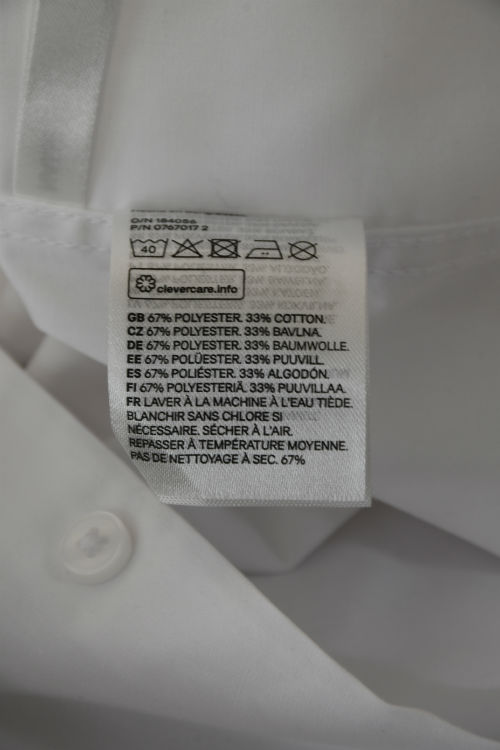 O/N 184056
P/N 0767017 2
40
clevercare.info
GB 67% POLYESTER. 33% COTTON.
CZ 67% POLYESTER. 33% BAVLNA.
DE 67% POLYESTER. 33% BAUMWOLLE.
EE 67% POLÜESTER. 33% PUUVILL.
ES 67% POLIÉSTER. 33% ALGODÓN.
FI 67% POLYESTERIÄ. 33% PUUVILLAA.
FR LAVER À LA MACHINE À L'EAU TIÈDE.
BLANCHIR SANS CHLORE SI
NÉCESSAIRE. SÉCHER À L'AIR.
REPASSER À TEMPÉRATURE MOYENNE.
PAS DE NETTOYAGE À SEC. 67%